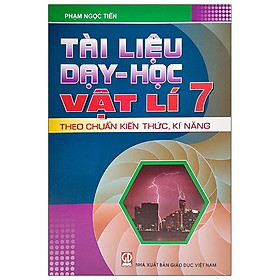 PHẠM NGỌC TIẾN
TÀI LIỆU
DẠY-HỌC
VẬT LÍ 7
THEO CHUẨN KIẾN THỨC, KĨ NĂNG
NHÀ XUẤT BẢN GIÁO DỤC VIỆT NAM